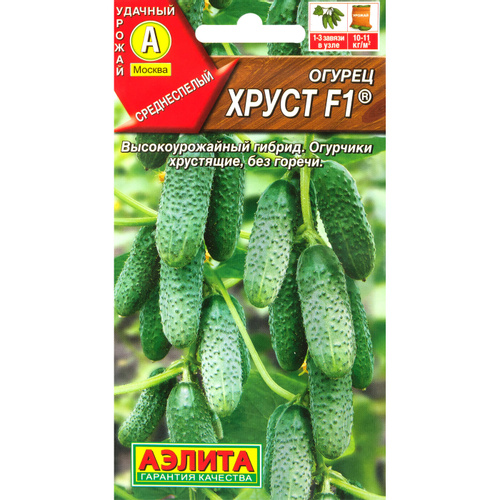 УДАЧНЫЙ
УРОЖАЙ
А
Москва
СРЕДНЕСПЕЛЫЙ
1-3 завязи
в узле
УРОЖАЙ
10-11
кг/м²
ОГУРЕЦ
ХРУСТ F1®
Высокоурожайный гибрид. Огурчики
хрустящие, без горечи.
АЭЛИТА
ГАРАНТИЯ КАЧЕСТВА